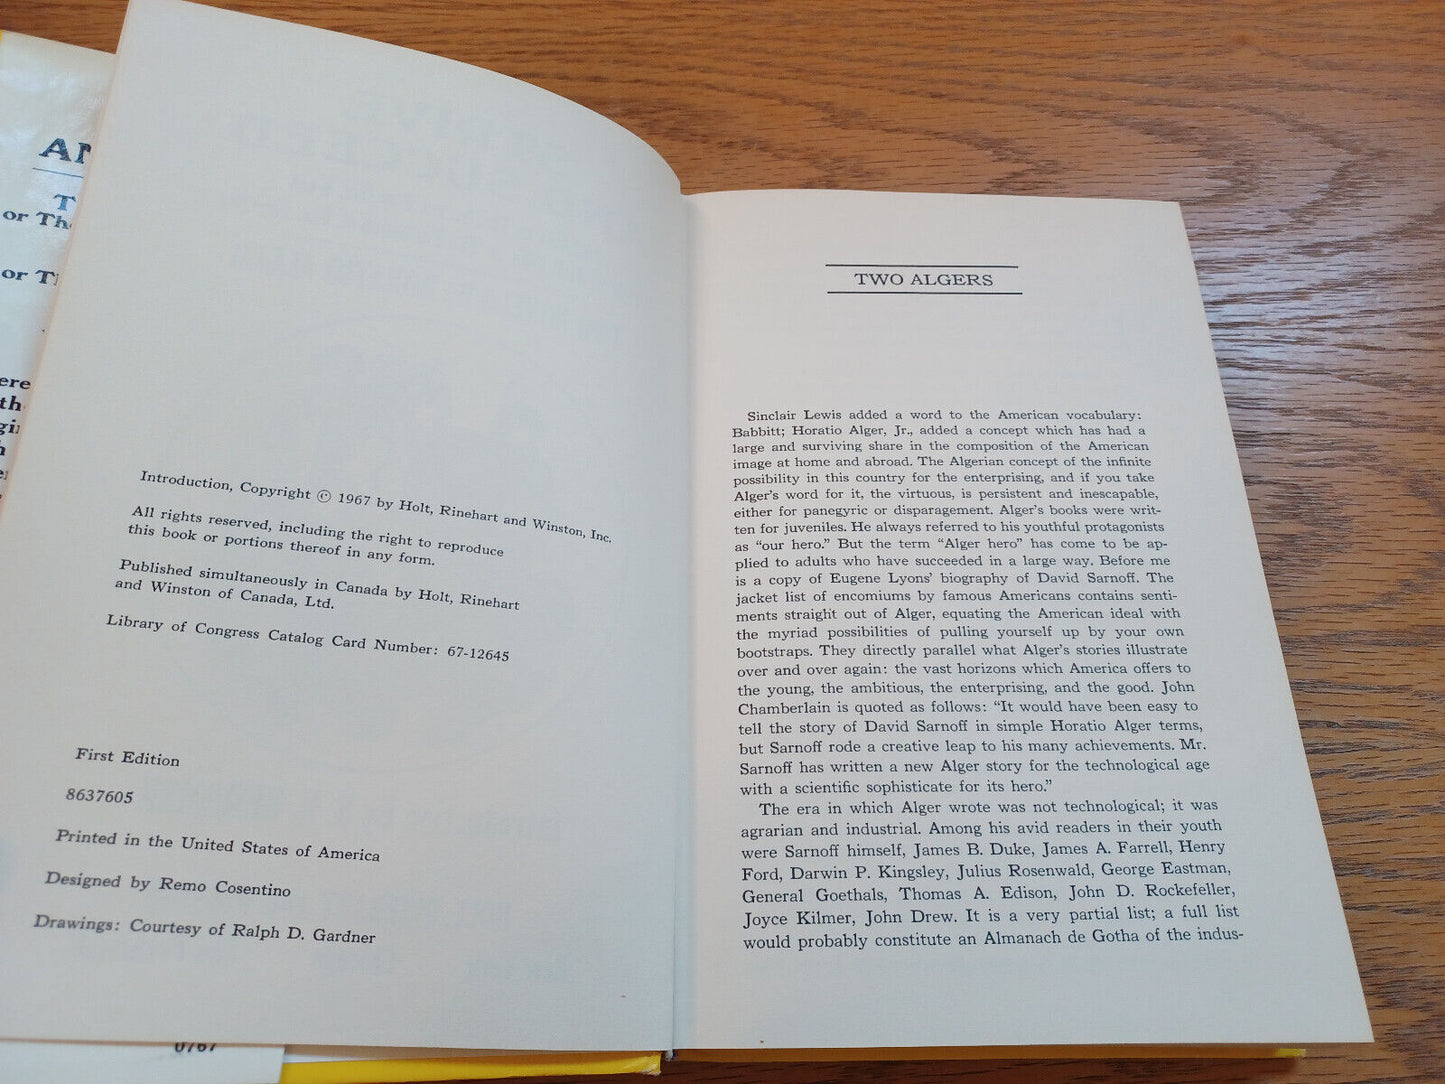 AN
T
or Th
or T
ere
th
gi
h
er
Introduction, Copyright © 1967 by Holt, Rinehart and Winston, Inc.
All rights reserved, including the right to reproduce
this book or portions thereof in any form.
Published simultaneously in Canada by Holt, Rinehart
and Winston of Canada, Ltd.
Library of Congress Catalog Card Number: 67-12645
First Edition
8637605
Printed in the United States of America
Designed by Remo Cosentino
Drawings: Courtesy of Ralph D. Gardner
0767
TWO ALGERS
Sinclair Lewis added a word to the American vocabulary:
Babbitt; Horatio Alger, Jr., added a concept which has had a
large and surviving share in the composition of the American
image at home and abroad. The Algerian concept of the infinite
possibility in this country for the enterprising, and if you take
Alger's word for it, the virtuous, is persistent and inescapable,
either for panegyric or disparagement. Alger's books were writ-
ten for juveniles. He always referred to his youthful protagonists
as "our hero." But the term "Alger hero" has come to be ap-
plied to adults who have succeeded in a large way. Before me
is a copy of Eugene Lyons' biography of David Sarnoff. The
jacket list of encomiums by famous Americans contains senti-
ments straight out of Alger, equating the American ideal with
the myriad possibilities of pulling yourself up by your own
bootstraps. They directly parallel what Alger's stories illustrate
over and over again: the vast horizons which America offers to
the young, the ambitious, the enterprising, and the good. John
Chamberlain is quoted as follows: "It would have been easy to
tell the story of David Sarnoff in simple Horatio Alger terms,
but Sarnoff rode a creative leap to his many achievements. Mr.
Sarnoff has written a new Alger story for the technological age
with a scientific sophisticate for its hero."
The era in which Alger wrote was not technological; it was
agrarian and industrial. Among his avid readers in their youth
were Sarnoff himself, James B. Duke, James A. Farrell, Henry
Ford, Darwin P. Kingsley, Julius Rosenwald, George Eastman,
General Goethals, Thomas A. Edison, John D. Rockefeller,
Joyce Kilmer, John Drew. It is a very partial list; a full list
would probably constitute an Almanach de Gotha of the indus-